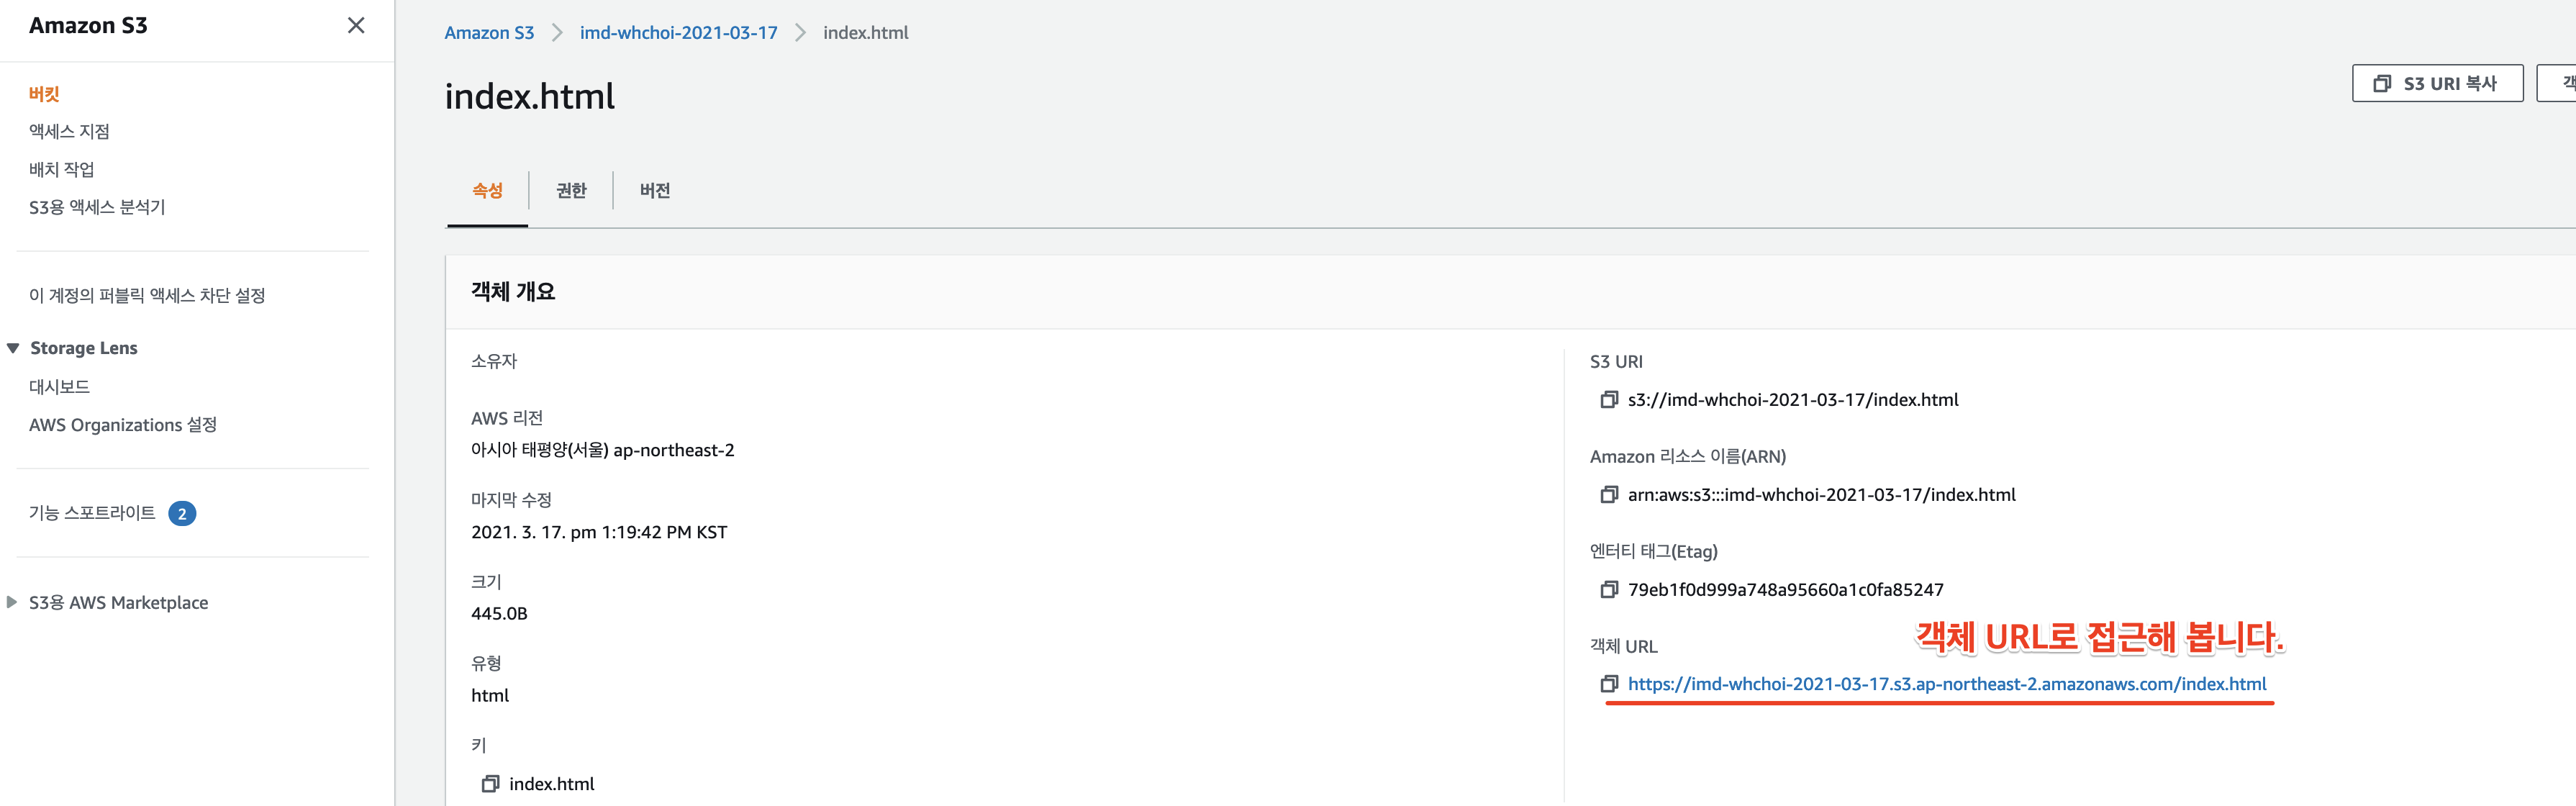 Amazon S3
버킷
액세스 지점
배치 작업
S3용 액세스 분석기
이 계정의 퍼블릭 액세스 차단 설정
Storage Lens
대시보드
AWS Organizations 설정
기능 스포트라이트 2
S3용 AWS Marketplace
Amazon S3 > imd-whchoi-2021-03-17 > index.html
index.html
S3 URI 복사
속성 권한 버전
객체 개요
소유자
AWS 리전
아시아 태평양(서울) ap-northeast-2
마지막 수정
2021. 3. 17. pm 1:19:42 PM KST
크기
445.0B
유형
html
키
index.html
S3 URI
s3://imd-whchoi-2021-03-17/index.html
Amazon 리소스 이름(ARN)
arn:aws:s3:::imd-whchoi-2021-03-17/index.html
엔터티 태그(Etag)
79eb1f0d999a748a95660a1c0fa85247
객체 URL
객체 URL로 접근해 봅니다.
https://imd-whchoi-2021-03-17.s3.ap-northeast-2.amazonaws.com/index.html